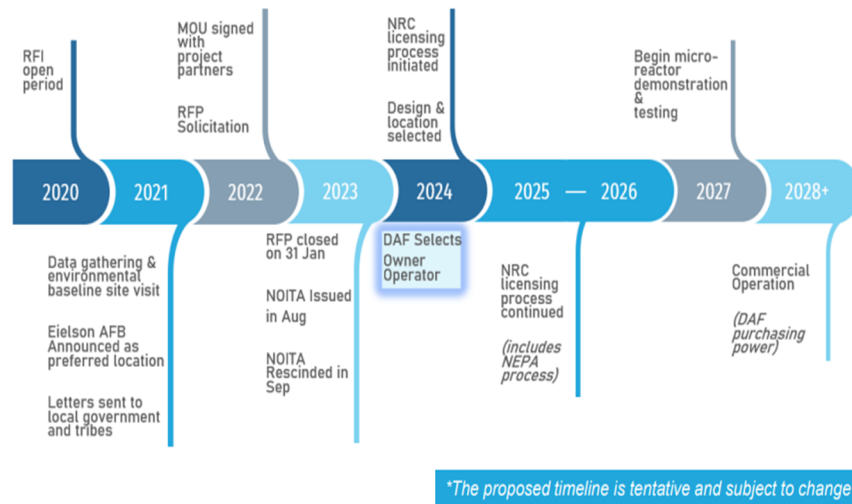 RFI
open
period
MOU signed
with
project
partners
RFP
Solicitation
NRC
licensing
process
initiated
Design &
location
selected
Begin micro-
reactor
demonstration
&
testing
2020
2021
2022
2023
2024
2025 — 2026
2027
2028+
Data gathering &
environmental
baseline site visit
Eielson AFB
Announced as
preferred location
Letters sent to
local government
and tribes
RFP closed
on 31 Jan
NOITA Issued
in Aug
NOITA
Rescinded in
Sep
DAF Selects
Owner
Operator
NRC
licensing
process
continued
(includes
NEPA
process)
Commercial
Operation
(DAF
purchasing
power)
*The proposed timeline is tentative and subject to change